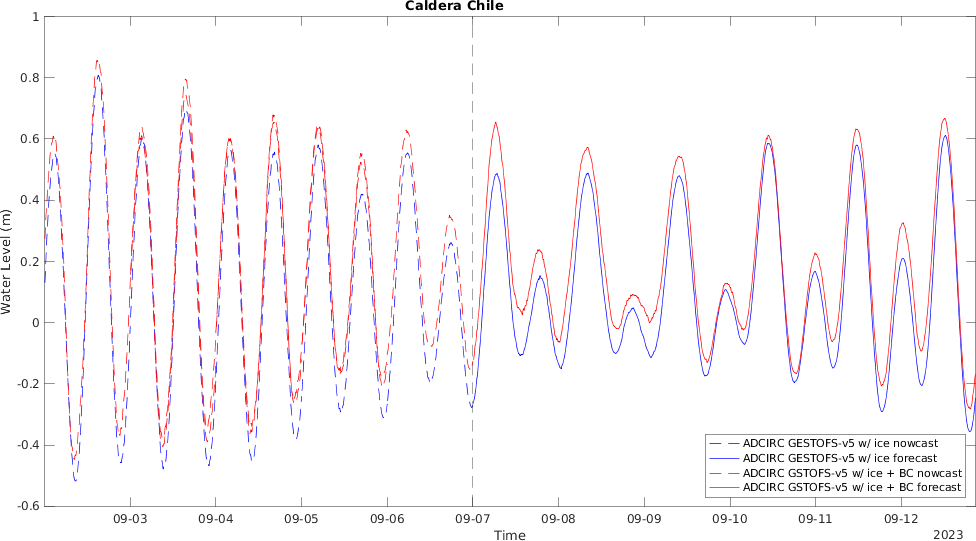 Caldera Chile
1
0.8
0.6
0.4
0.2
0
-0.2
-0.4
-0.6
Water Level (m)
09-03 09-04 09-05 09-06 09-07 09-08 09-09 09-10 09-11 09-12
Time
2023
ADCIRC GESTOFS-v5 w/ ice nowcast
ADCIRC GESTOFS-v5 w/ ice forecast
ADCIRC GSTOFS-v5 w/ ice + BC nowcast
ADCIRC GSTOFS-v5 w/ ice + BC forecast